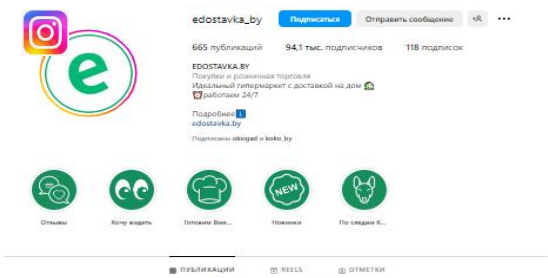 edostavka_by Подписаться Отправить сообщение
665 публикаций 94,1 тыс. подписчиков 118 подписок
EDOSTAVKA.BY
Покупки и розничная торговля
Идеальный гипермаркет с доставкой на дом
работаем 24/7
Подробнее
edostavka.by
Подписаны oksigad и koko_by
e
NEW
Отзывы Хочу видеть Готовим Вме... Новинки По следам К...
ПУБЛИКАЦИИ REELS ОТМЕТКИ